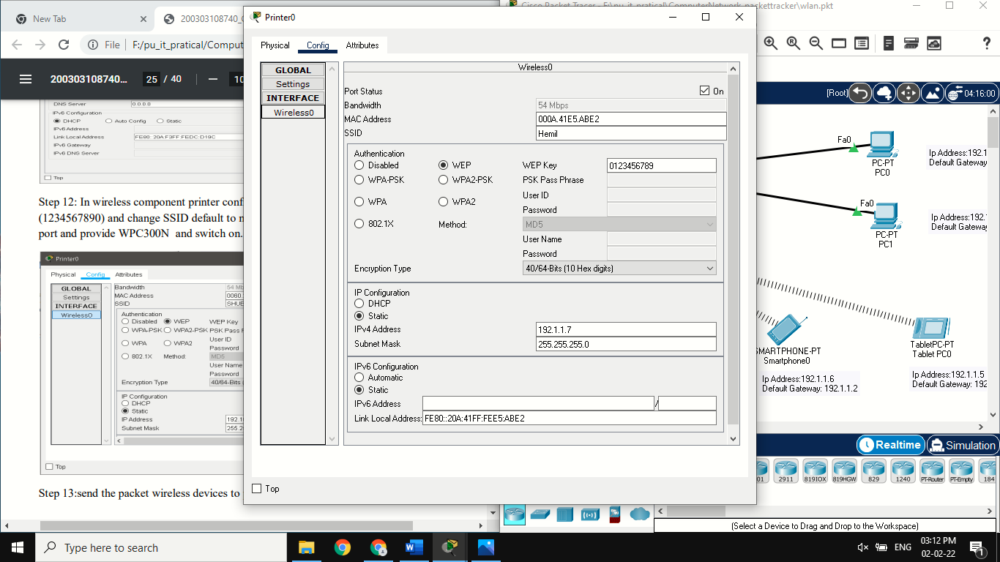 New Tab
200303108740_C
File
F:/pu_it_pratical/Comput
200303108740...
25 / 40
DNS Server
0.0.0.0
IPv6 Configuration
DHCP
Auto Config
Static
IPv6 Address
Link Local Address
FE80::20A:F3FF:FEDC:D19C
IPv6 Gateway
IPv6 DNS Server
Top
Step 12: In wireless component printer conf
(1234567890) and change SSID default to
port and provide WPC300N and switch on.
Printer0
Physical
Config
Attributes
GLOBAL
Settings
INTERFACE
Wireless0
Bandwidth
54 Mb
MAC Address
0060.
SSID
SHUB
Authentication
Disabled
WEP
WEP Key
WPA-PSK
WPA2-PSK
PSK Pass F
WPA
WPA2
User ID
Password
802.1X
Method:
MD5
User Name
Password
Encryption Type
40/64-Bits (
IP Configuration
DHCP
Static
IP Address
192.1
Subnet Mask
255.2
Top
Step 13:send the packet wireless devices to
Printer0
Physical
Config
Attributes
GLOBAL
Settings
INTERFACE
Wireless0
Wireless0
Port Status
On
Bandwidth
54 Mbps
MAC Address
000A.41E5.ABE2
SSID
Hemil
Authentication
Disabled
WEP
WEP Key
0123456789
WPA-PSK
WPA2-PSK
PSK Pass Phrase
User ID
WPA
WPA2
Password
802.1X
Method:
MD5
User Name
Password
Encryption Type
40/64-Bits (10 Hex digits)
IP Configuration
DHCP
Static
IPv4 Address
192.1.1.7
Subnet Mask
255.255.255.0
IPv6 Configuration
Automatic
Static
IPv6 Address
/
Link Local Address:
FE80::20A:41FF:FEE5:ABE2
Top
Cisco Packet Tracer - F:\pu_it_pratical\ComputerNetwork_packettracker\wlan.pkt
[Root]
04:16:00
Fa0
PC-PT
PC0
Ip Address:192.1
Default Gateway
Fa0
PC-PT
PC1
Ip Address:192.
Default Gateway
SMARTPHONE-PT
Smartphone0
Ip Address:192.1.1.6
Default Gateway: 192.1.1.2
TabletPC-PT
Tablet PC0
Ip Address:192.1.1.5
Default Gateway: 192
Realtime
Simulation
01
2911
819IOX
819HGW
829
1240
PT-Router
PT-Empty
184
(Select a Device to Drag and Drop to the Workspace)
Type here to search
ENG
03:12 PM
02-02-22
1